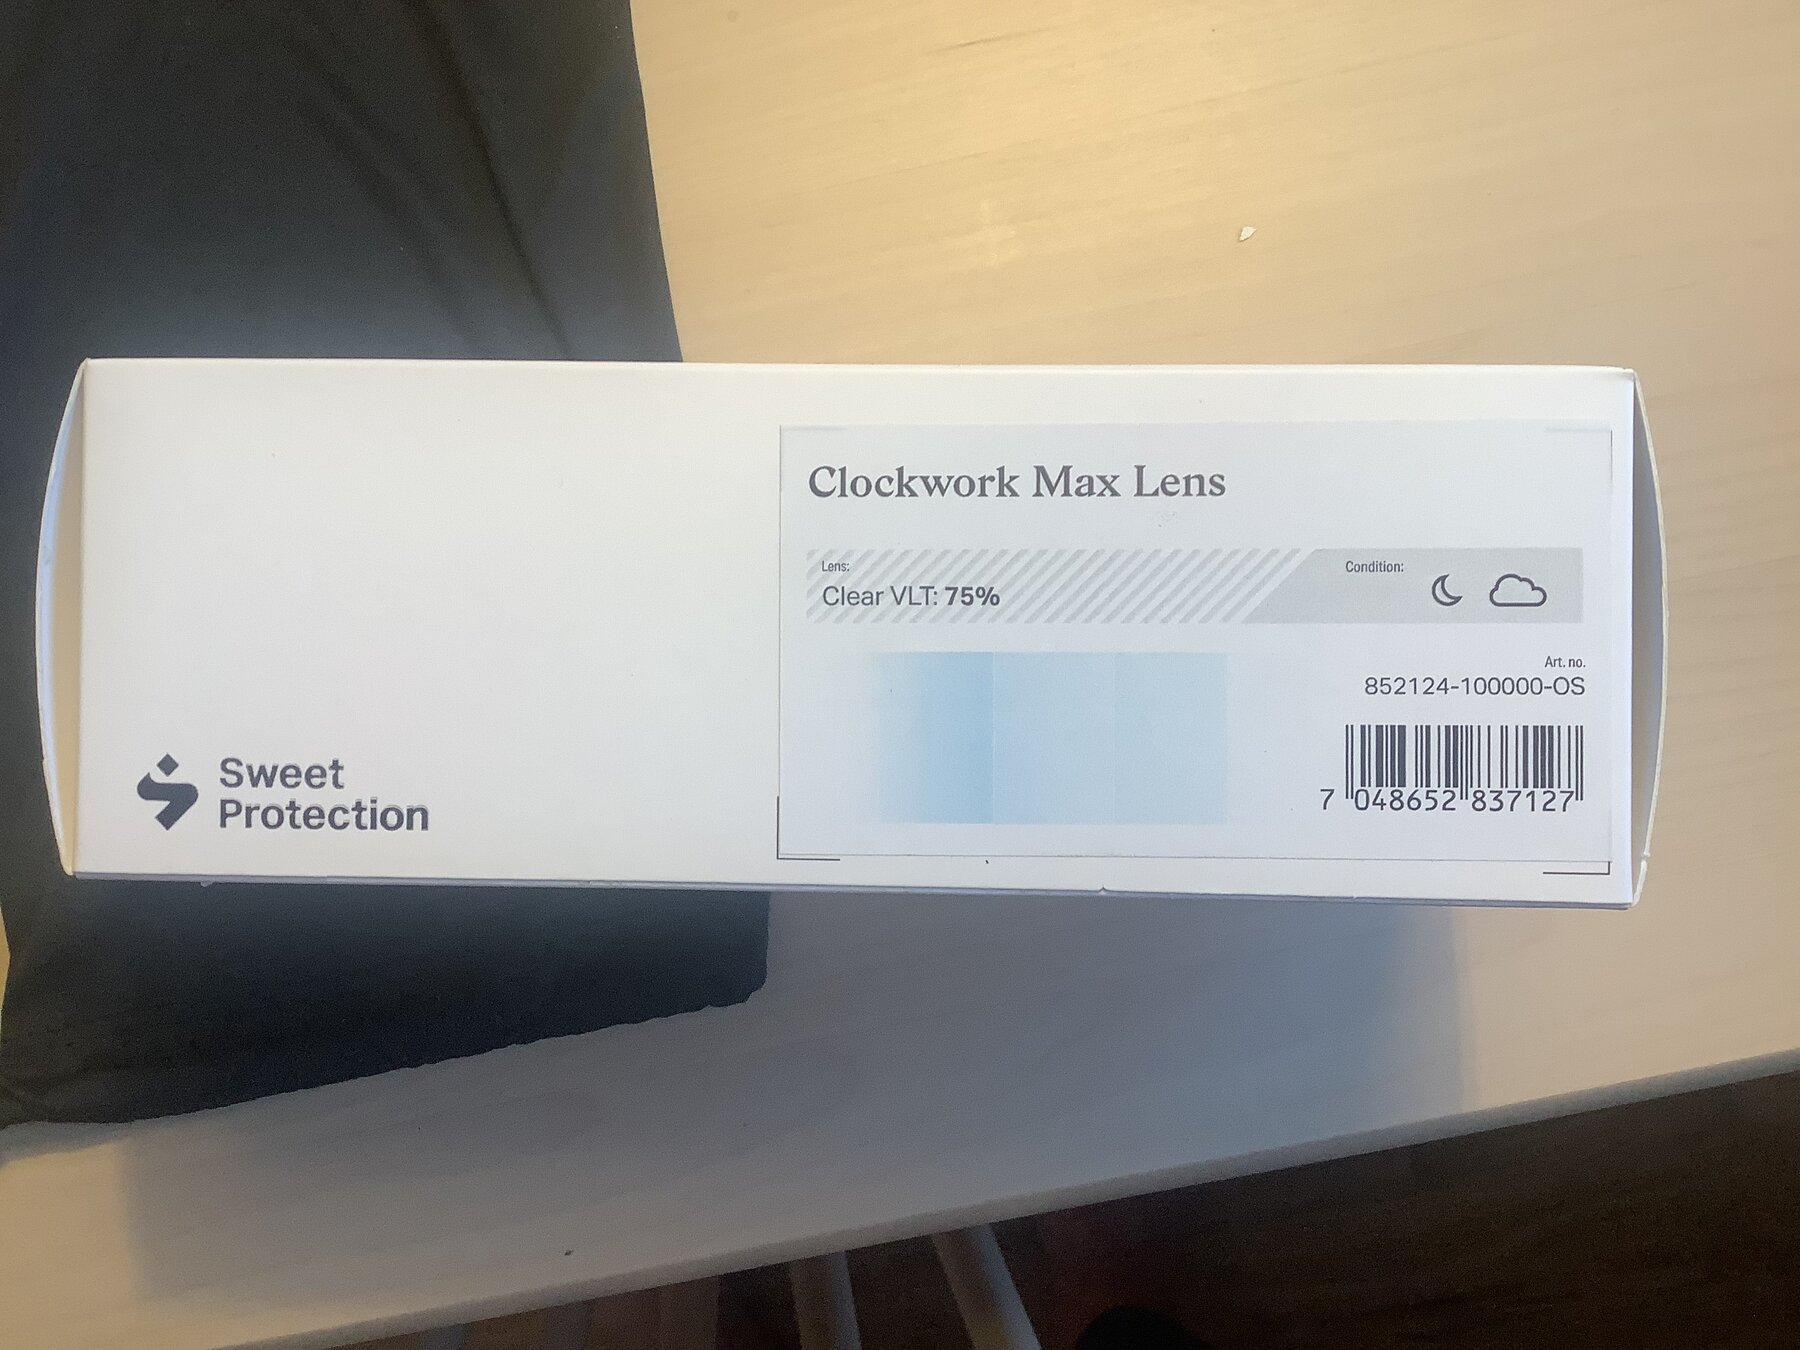 Clockwork Max Lens
Lens:
Clear VLT: 75%
Condition:
Art. no.
852124-100000-OS
7 048652 837127
Sweet
Protection